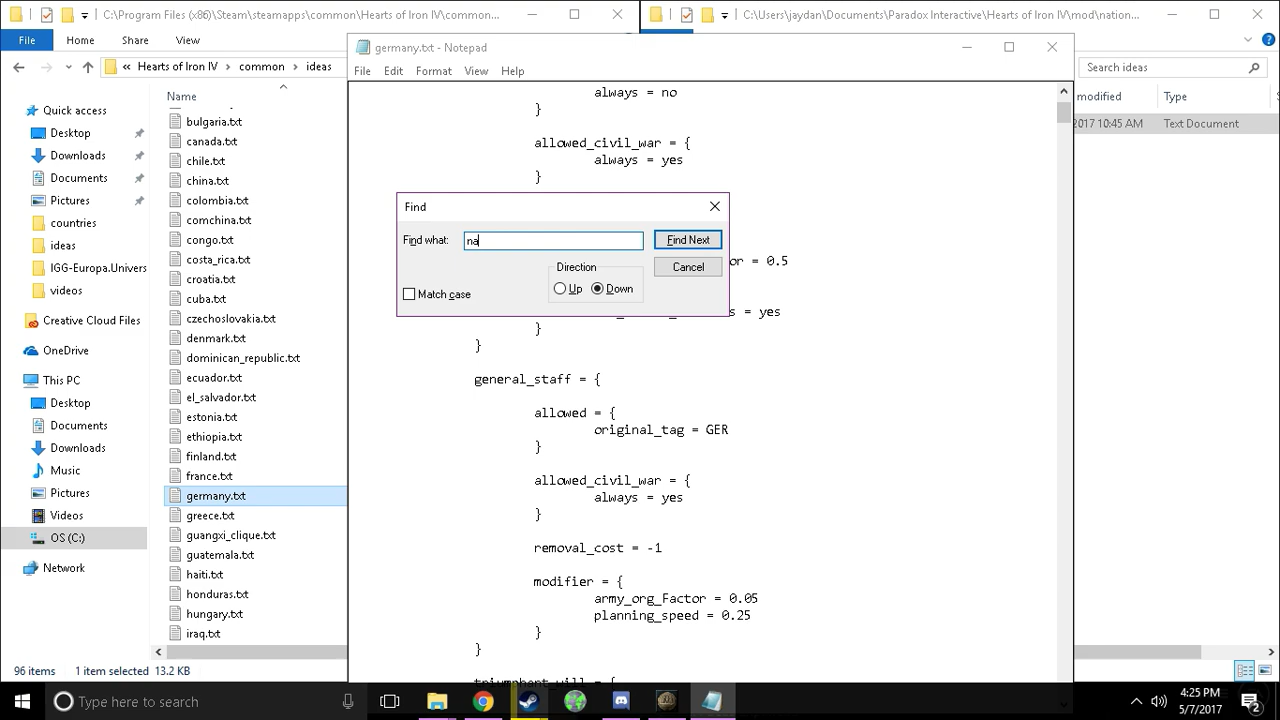 C:\Program Files (x86)\Steam\steamapps\common\Hearts of Iron IV\common...
C:\Users\jaydan\Documents\Paradox Interactive\Hearts of Iron IV\mod\nation...
File Home Share View
Hearts of Iron IV common ideas
Search ideas
Name
modified Type
2017 10:45 AM Text Document
Quick access
Desktop
Downloads
Documents
Pictures
countries
ideas
IGG-Europa.Univers
videos
Creative Cloud Files
OneDrive
This PC
Desktop
Documents
Downloads
Music
Pictures
Videos
OS (C:)
Network
bulgaria.txt
canada.txt
chile.txt
china.txt
colombia.txt
comchina.txt
congo.txt
costa_rica.txt
croatia.txt
cuba.txt
czechoslovakia.txt
denmark.txt
dominican_republic.txt
ecuador.txt
el_salvador.txt
estonia.txt
ethiopia.txt
finland.txt
france.txt
germany.txt
greece.txt
guangxi_clique.txt
guatemala.txt
haiti.txt
honduras.txt
hungary.txt
iraq.txt
96 items 1 item selected 13.2 KB
germany.txt - Notepad
File Edit Format View Help
always = no
}
allowed_civil_war = {
always = yes
}
or = 0.5
s = yes
}
}
general_staff = {
allowed = {
original_tag = GER
}
allowed_civil_war = {
always = yes
}
removal_cost = -1
modifier = {
army_org_Factor = 0.05
planning_speed = 0.25
}
}
triumphant_will = {
Find
Find what: na
Find Next
Direction
Cancel
Up Down
Match case
Type here to search
4:25 PM
5/7/2017
2